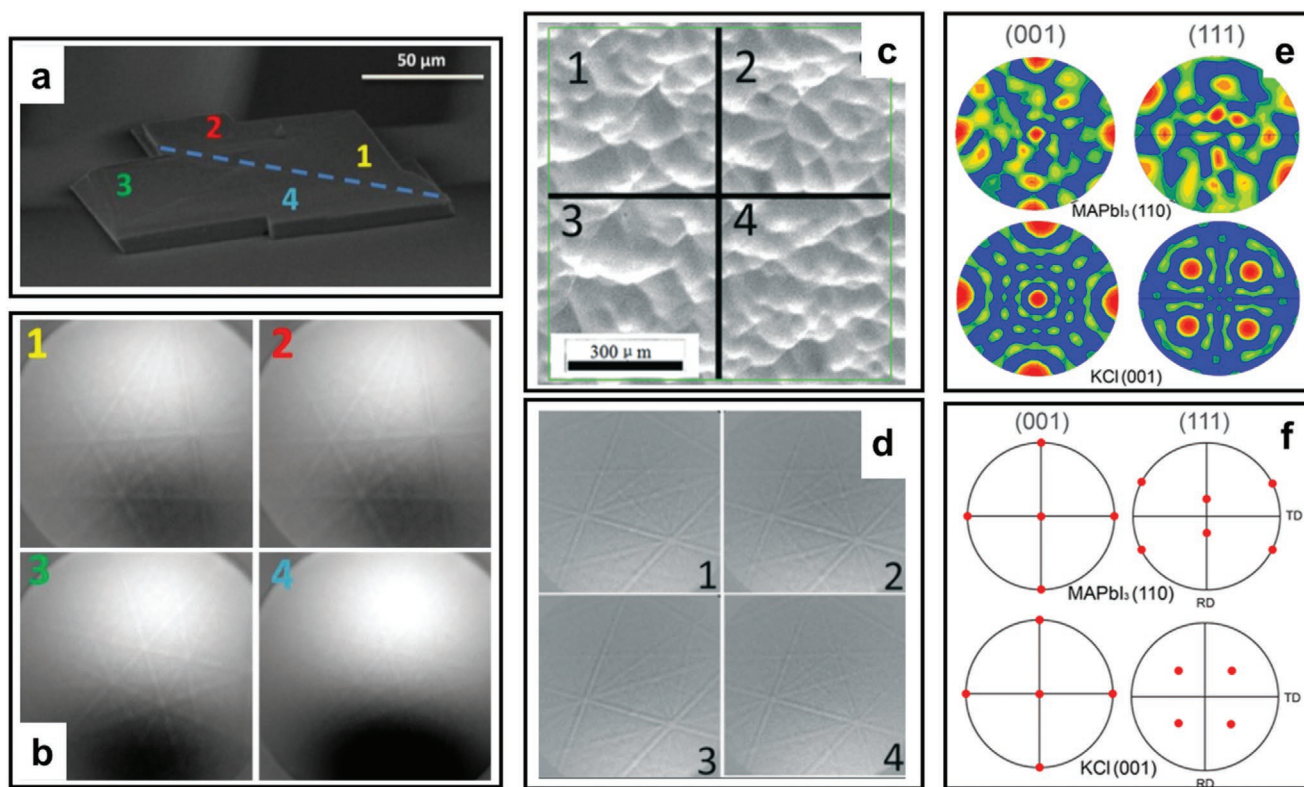 a
50 µm
2
1
3
4
1
2
3
4
b
c
1
2
3
4
300 µm
d
1
2
3
4
e
(001) (111)
MAPbI₃ (110)
KCl (001)
f
(001) (111)
TD
MAPbI₃ (110)
RD
TD
KCl (001)
RD